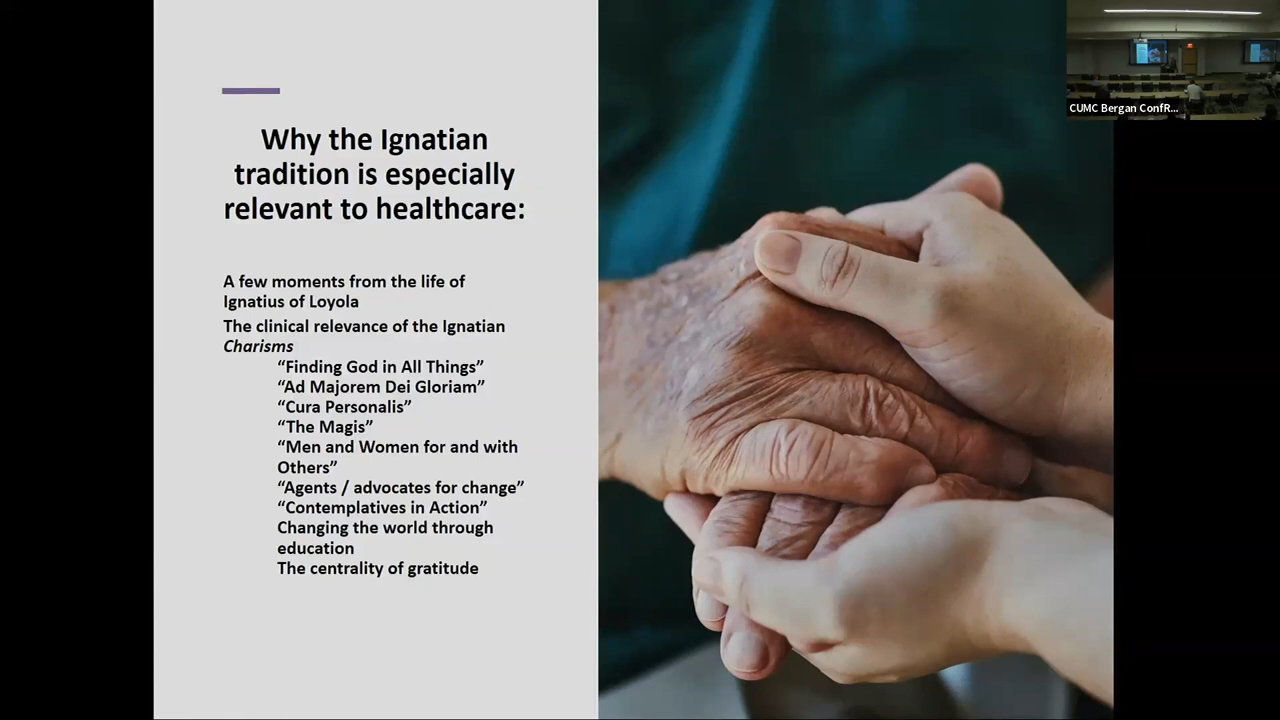 Why the Ignatian
tradition is especially
relevant to healthcare:
A few moments from the life of
Ignatius of Loyola
The clinical relevance of the Ignatian
Charisms
“Finding God in All Things”
“Ad Majorem Dei Gloriam”
“Cura Personalis”
“The Magis”
“Men and Women for and with
Others”
“Agents / advocates for change”
“Contemplatives in Action”
Changing the world through
education
The centrality of gratitude
CUMC Bergan ConfR...